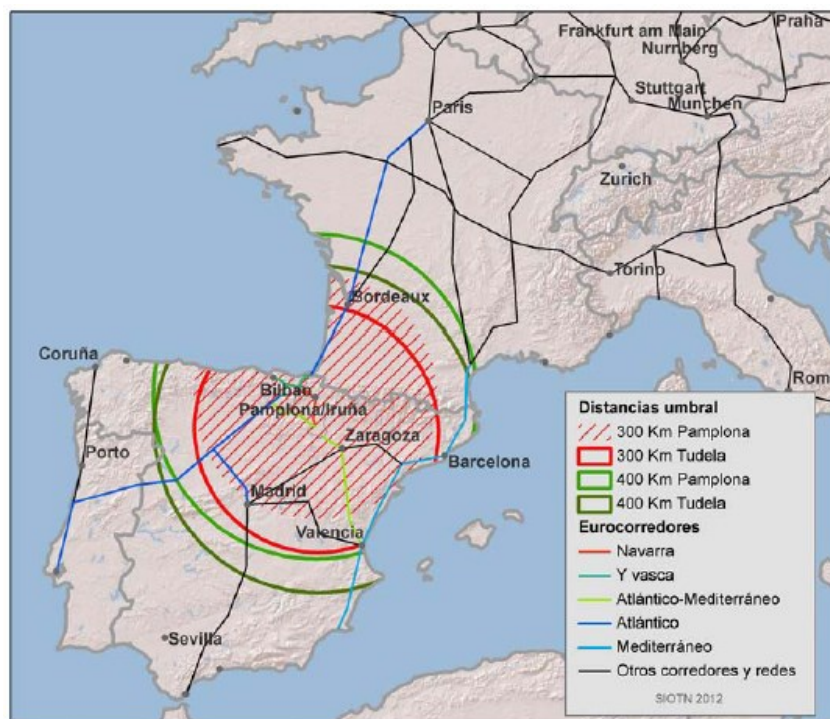 Praha
Frankfurt am Main
Nurnberg
Stuttgart
Munchen
Paris
Zurich
Torino
Bordeaux
Coruña
Bilbao
Pamplona/Iruña
Rom
Zaragoza
Porto
Barcelona
Madrid
Valencia
Sevilla
Distancias umbral
300 Km Pamplona
300 Km Tudela
400 Km Pamplona
400 Km Tudela
Eurocorredores
Navarra
Y vasca
Atlántico-Mediterráneo
Atlántico
Mediterráneo
Otros corredores y redes
SIOTN 2012